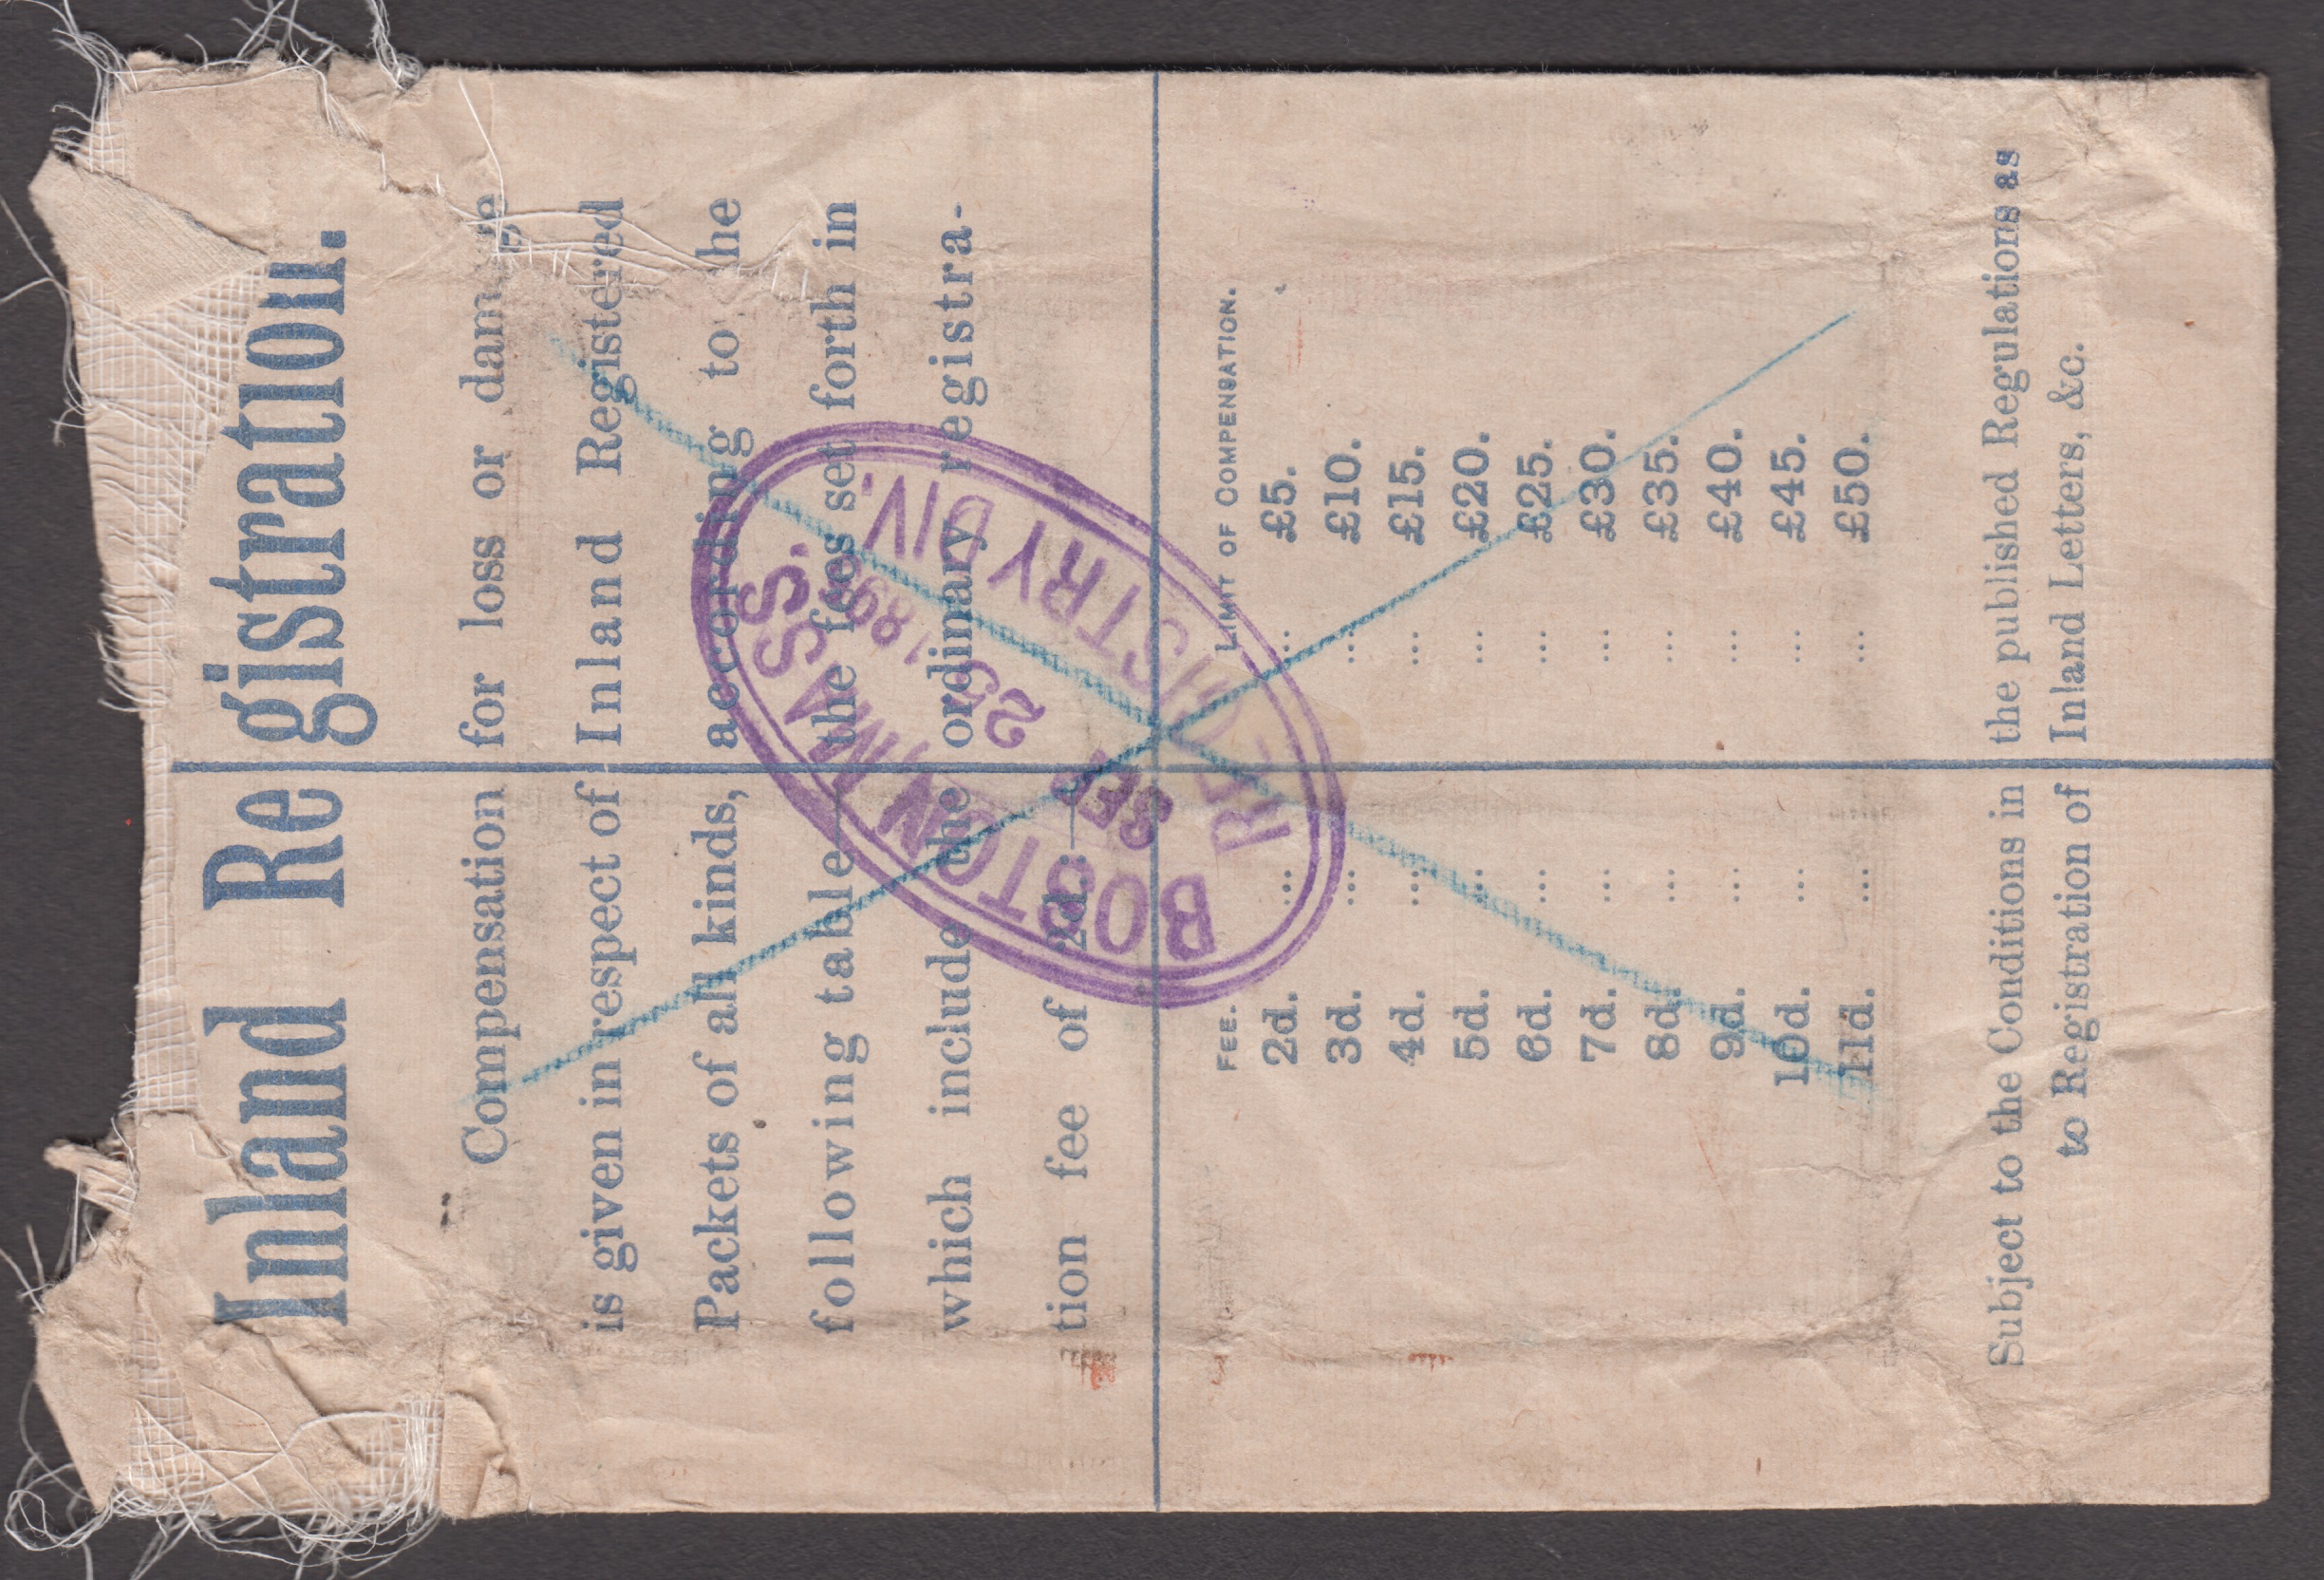 Inland Registration.
Compensation for loss or damage
is given in respect of Inland Registered
Packets of all kinds, according to the
following table—the fees set forth in
which include the ordinary registra-
tion fee of 2d.:—
FEE. LIMIT OF COMPENSATION.
2d. ... ... £5.
3d. ... ... £10.
4d. ... ... £15.
5d. ... ... £20.
6d. ... ... £25.
7d. ... ... £30.
8d. ... ... £35.
9d. ... ... £40.
10d. ... ... £45.
11d. ... ... £50.
Subject to the Conditions in the published Regulations as
to Registration of Inland Letters, &c.
BOSTON, MASS.
SEP 25
REGISTRY DIV.